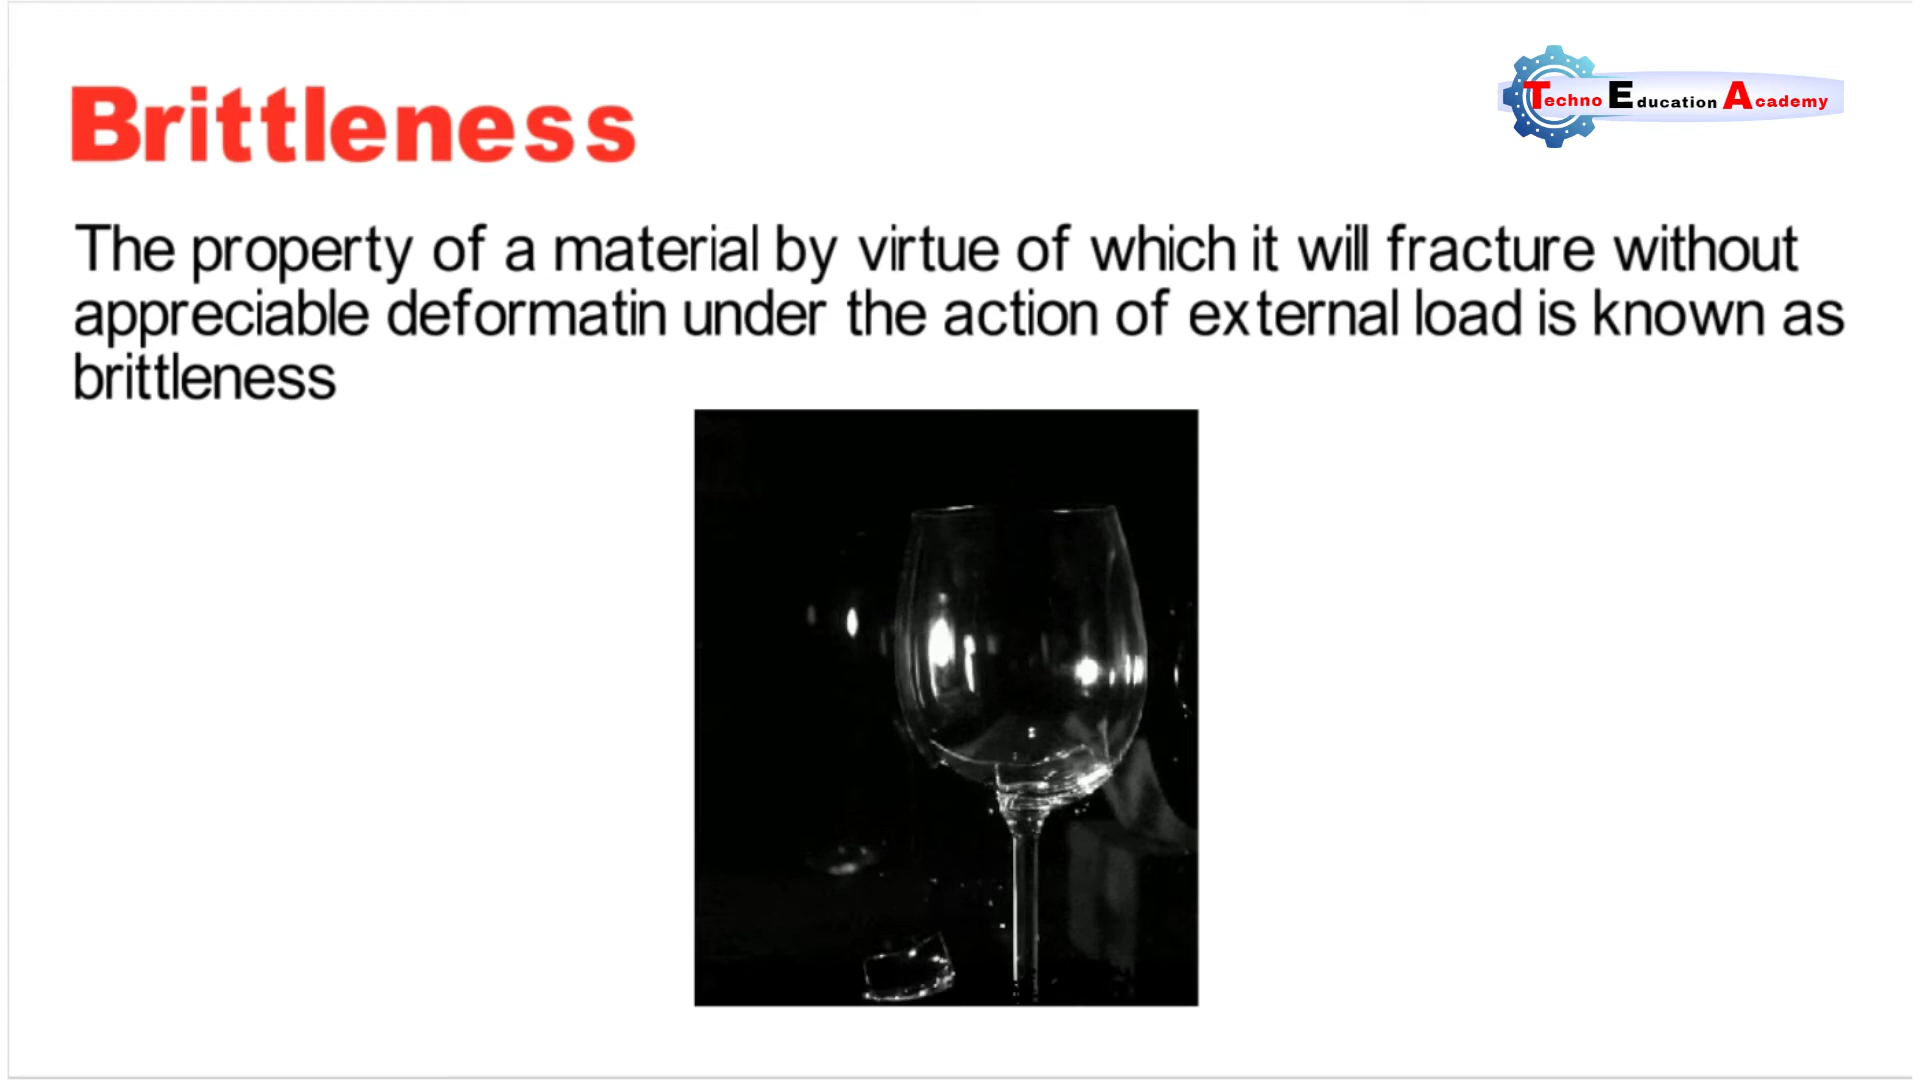 Brittleness
Techno Education Academy
The property of a material by virtue of which it will fracture without
appreciable deformatin under the action of external load is known as
brittleness